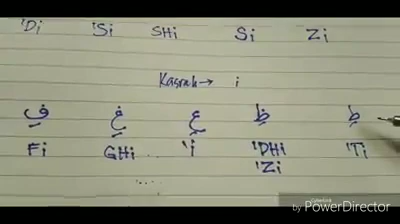 'Di 'Si SHi Si Zi
Kasrah → i
فِ غِ عِ ظِ طِ
Fi GHi 'i 'DHi 'Ti
'Zi
by PowerDirector